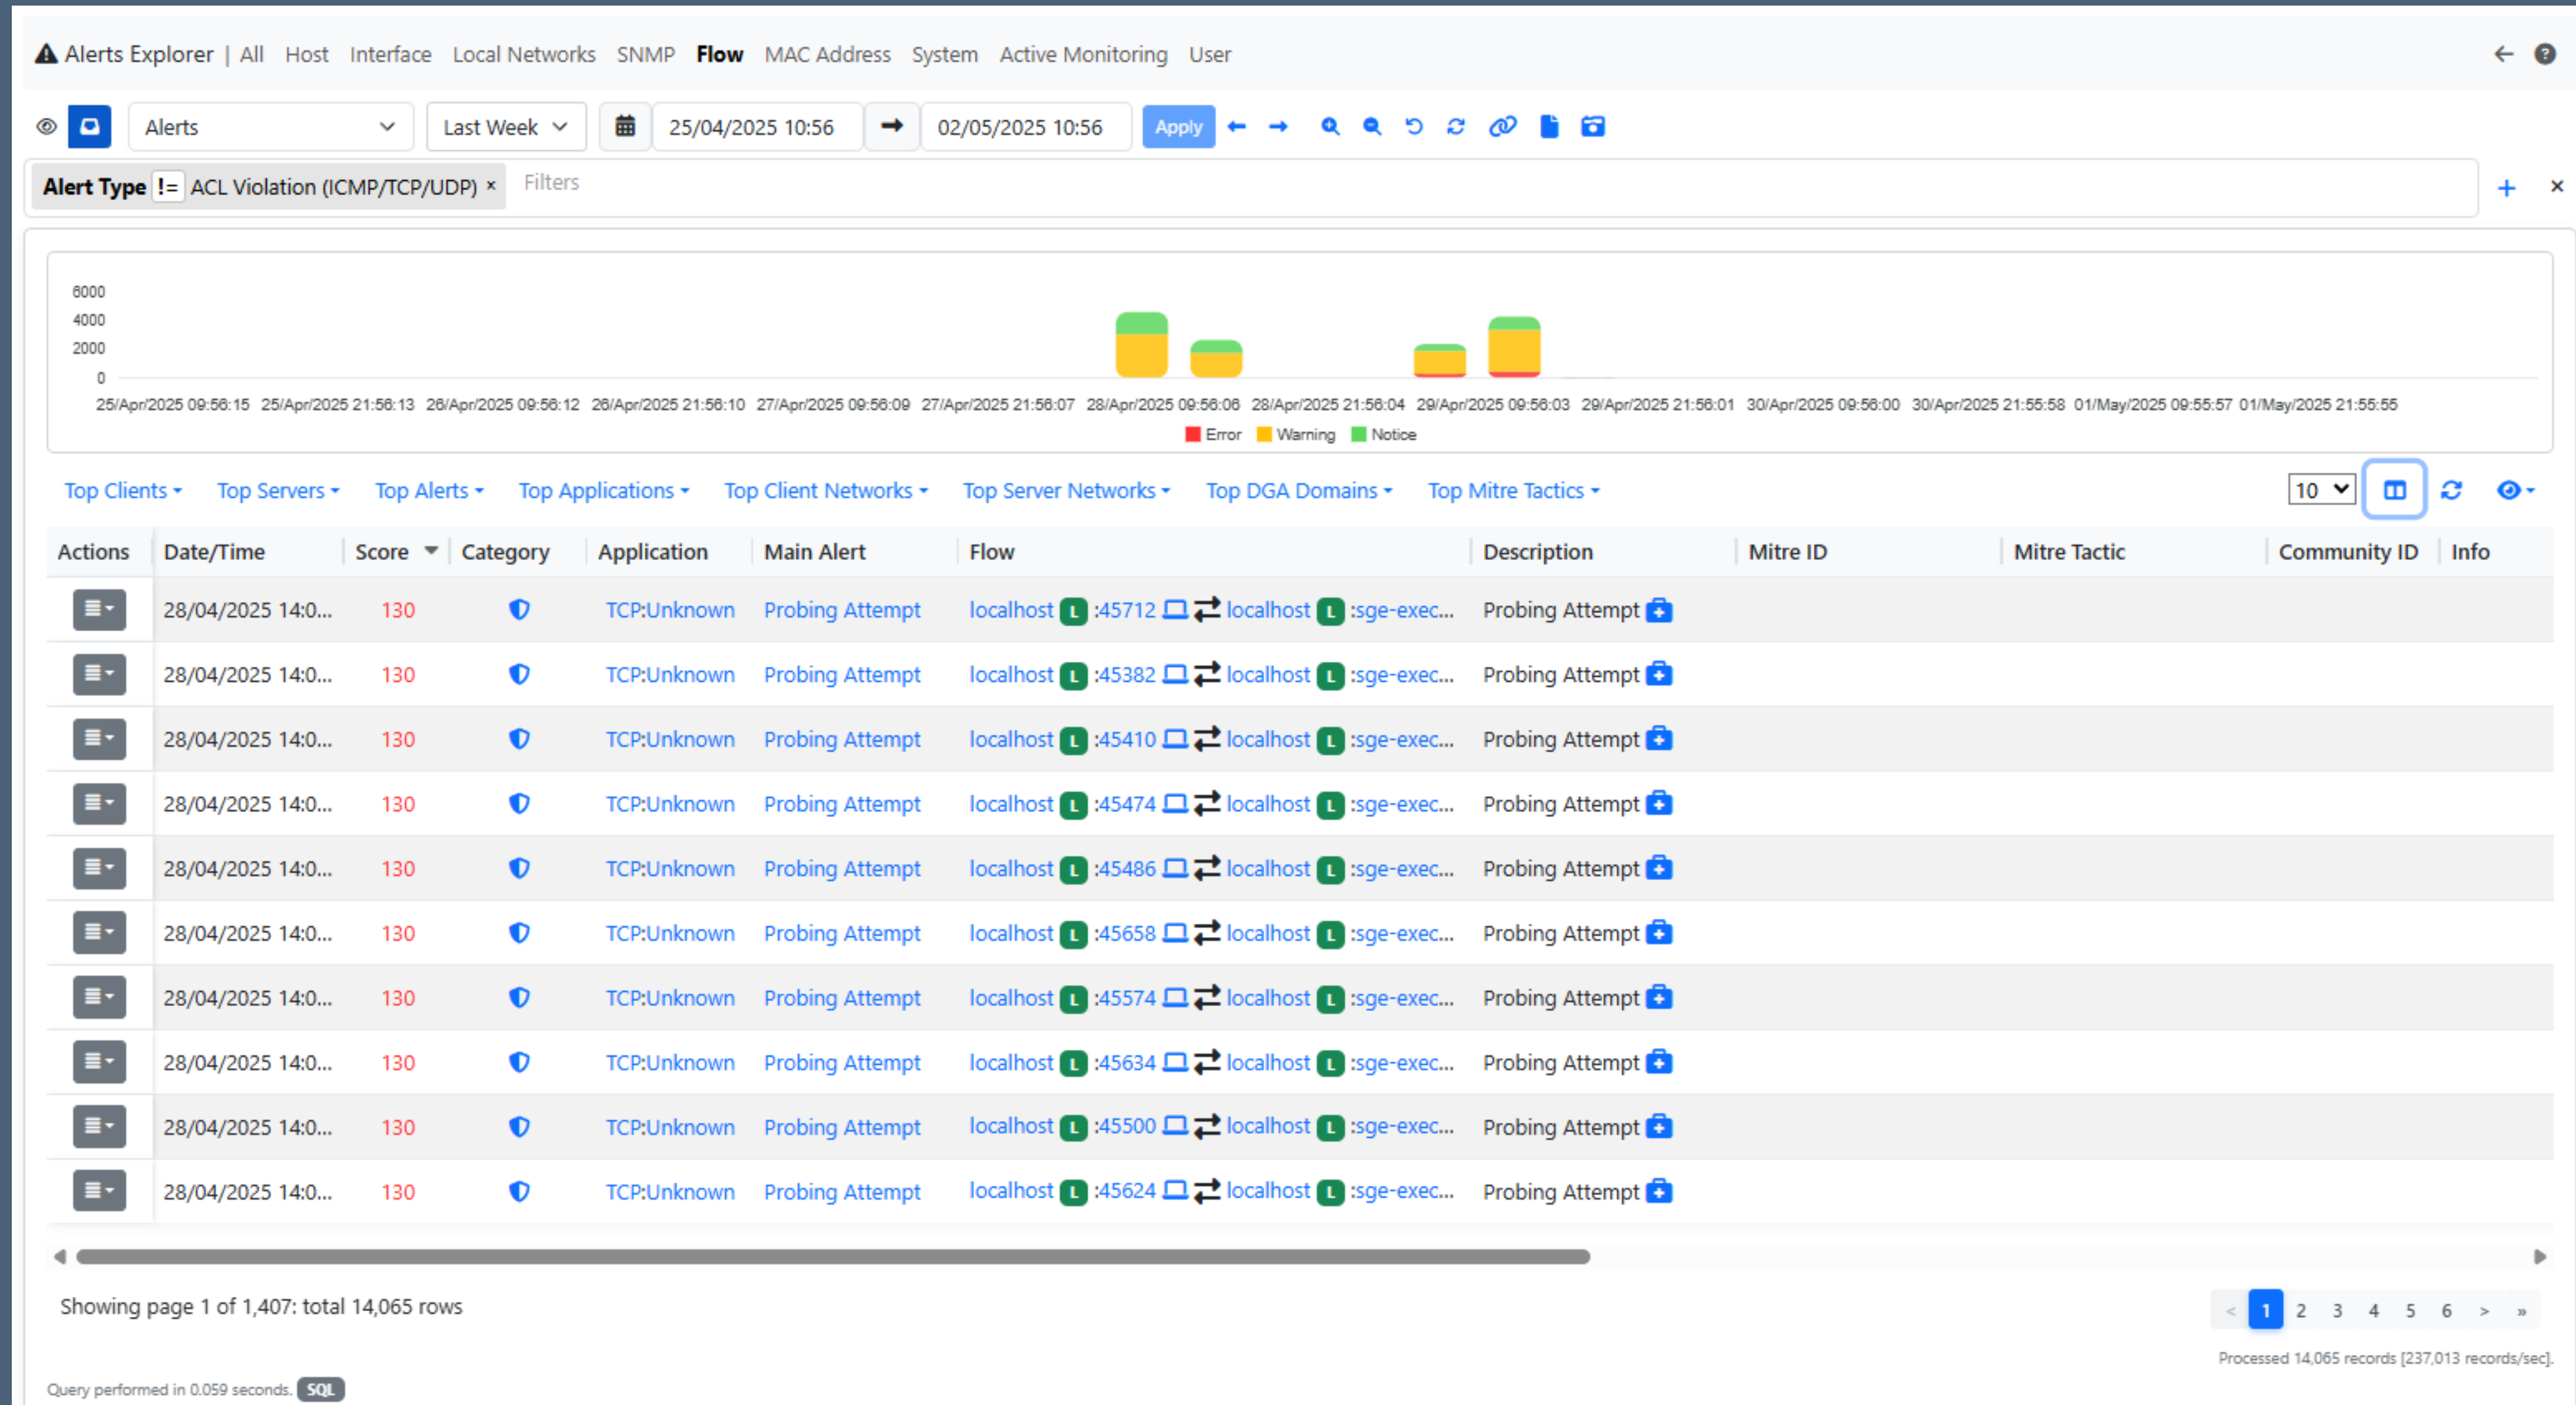 Alerts Explorer | All Host Interface Local Networks SNMP Flow MAC Address System Active Monitoring User
Alerts Last Week 25/04/2025 10:56 02/05/2025 10:56 Apply
Alert Type != ACL Violation (ICMP/TCP/UDP) × Filters
6000
4000
2000
0
25/Apr/2025 09:56:15 25/Apr/2025 21:56:13 26/Apr/2025 09:56:12 26/Apr/2025 21:56:10 27/Apr/2025 09:56:09 27/Apr/2025 21:56:07 28/Apr/2025 09:56:06 28/Apr/2025 21:56:04 29/Apr/2025 09:56:03 29/Apr/2025 21:56:01 30/Apr/2025 09:56:00 30/Apr/2025 21:55:58 01/May/2025 09:55:57 01/May/2025 21:55:55
Error Warning Notice
Top Clients Top Servers Top Alerts Top Applications Top Client Networks Top Server Networks Top DGA Domains Top Mitre Tactics 10
Actions Date/Time Score Category Application Main Alert Flow Description Mitre ID Mitre Tactic Community ID Info
28/04/2025 14:0... 130 TCP:Unknown Probing Attempt localhost L :45712 localhost L :sge-exec... Probing Attempt
28/04/2025 14:0... 130 TCP:Unknown Probing Attempt localhost L :45382 localhost L :sge-exec... Probing Attempt
28/04/2025 14:0... 130 TCP:Unknown Probing Attempt localhost L :45410 localhost L :sge-exec... Probing Attempt
28/04/2025 14:0... 130 TCP:Unknown Probing Attempt localhost L :45474 localhost L :sge-exec... Probing Attempt
28/04/2025 14:0... 130 TCP:Unknown Probing Attempt localhost L :45486 localhost L :sge-exec... Probing Attempt
28/04/2025 14:0... 130 TCP:Unknown Probing Attempt localhost L :45658 localhost L :sge-exec... Probing Attempt
28/04/2025 14:0... 130 TCP:Unknown Probing Attempt localhost L :45574 localhost L :sge-exec... Probing Attempt
28/04/2025 14:0... 130 TCP:Unknown Probing Attempt localhost L :45634 localhost L :sge-exec... Probing Attempt
28/04/2025 14:0... 130 TCP:Unknown Probing Attempt localhost L :45500 localhost L :sge-exec... Probing Attempt
28/04/2025 14:0... 130 TCP:Unknown Probing Attempt localhost L :45624 localhost L :sge-exec... Probing Attempt
Showing page 1 of 1,407: total 14,065 rows
< 1 2 3 4 5 6 > »
Processed 14,065 records [237,013 records/sec].
Query performed in 0.059 seconds. SQL